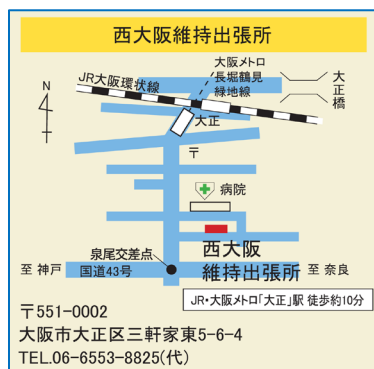 西大阪維持出張所
大阪メトロ
長堀鶴見
緑地線
JR大阪環状線
大正橋
N
大正
〒
病院
泉尾交差点
国道43号
西大阪
維持出張所
至 神戸
至 奈良
JR・大阪メトロ「大正」駅 徒歩約10分
〒551-0002
大阪市大正区三軒家東5-6-4
TEL.06-6553-8825(代)